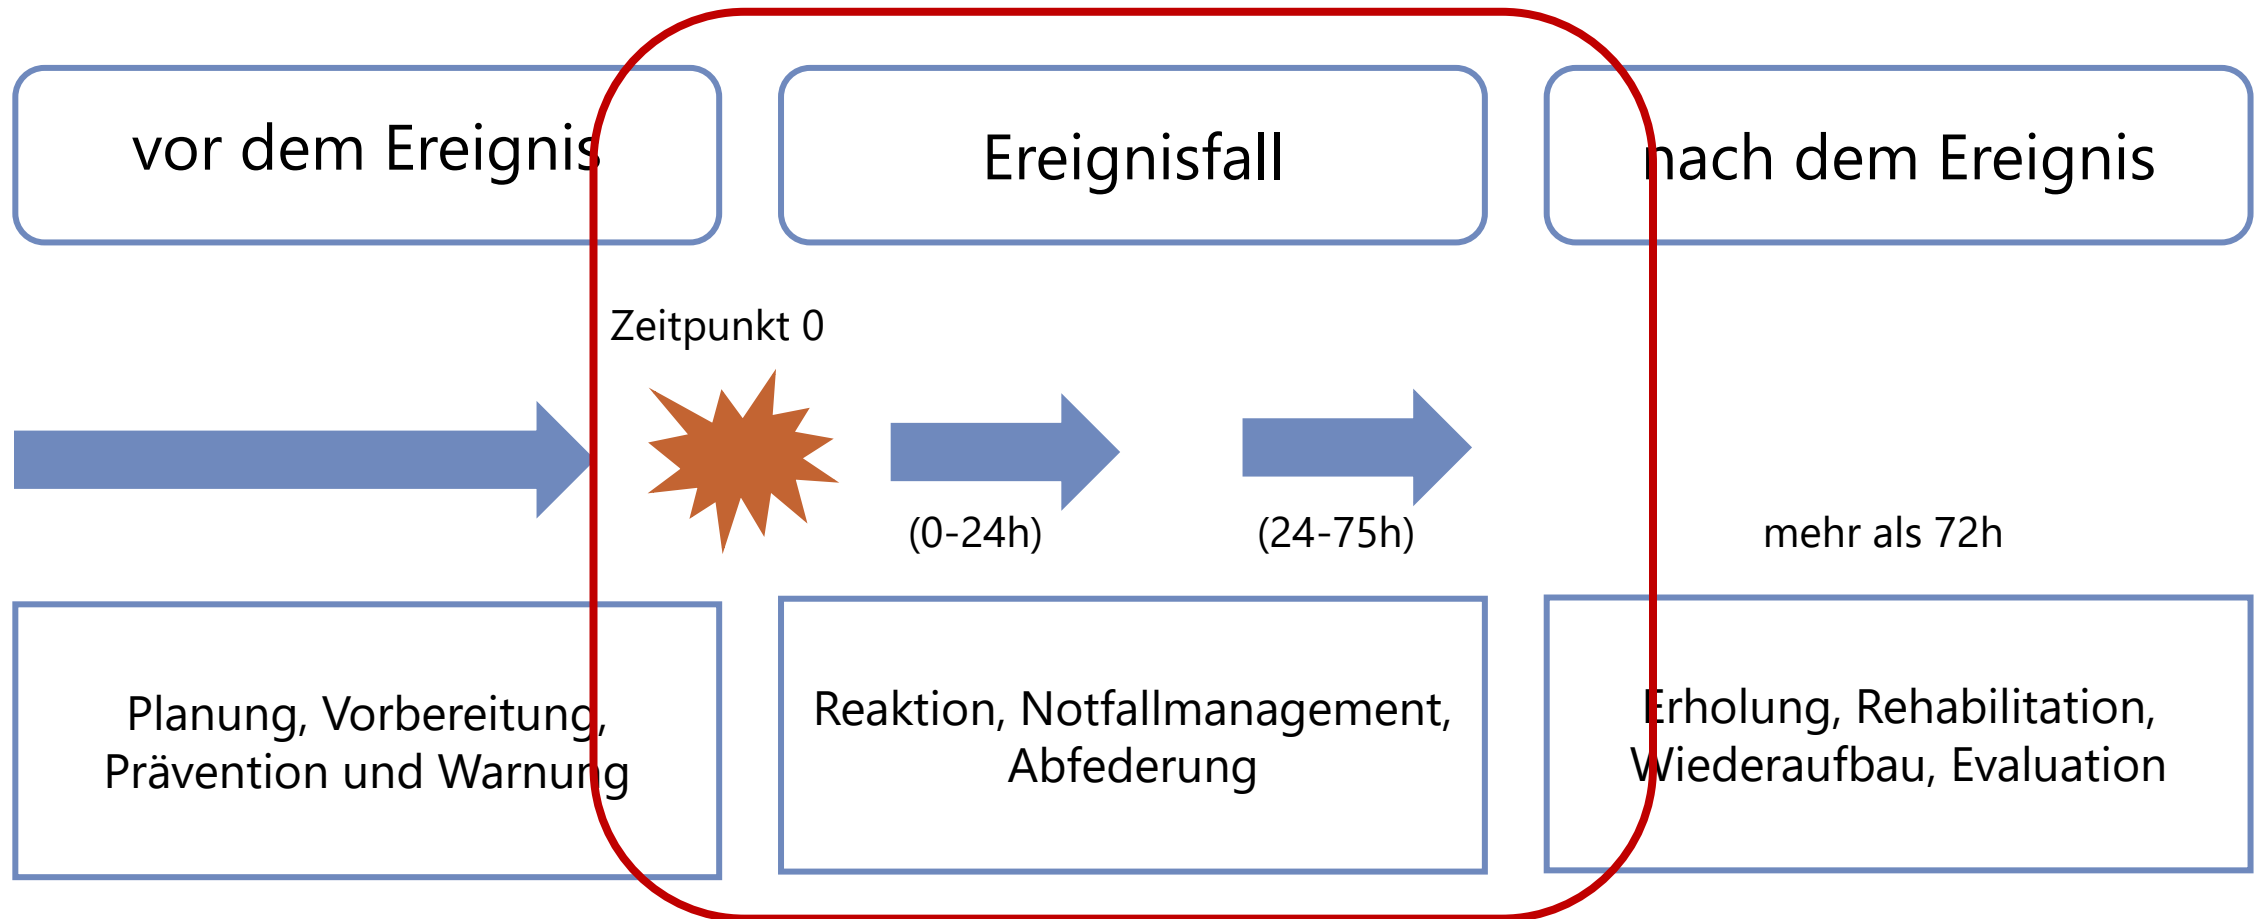 vor dem Ereignis
Ereignisfall
nach dem Ereignis
Zeitpunkt 0
(0-24h)
(24-75h)
mehr als 72h
Planung, Vorbereitung,
Prävention und Warnung
Reaktion, Notfallmanagement,
Abfederung
Erholung, Rehabilitation,
Wiederaufbau, Evaluation